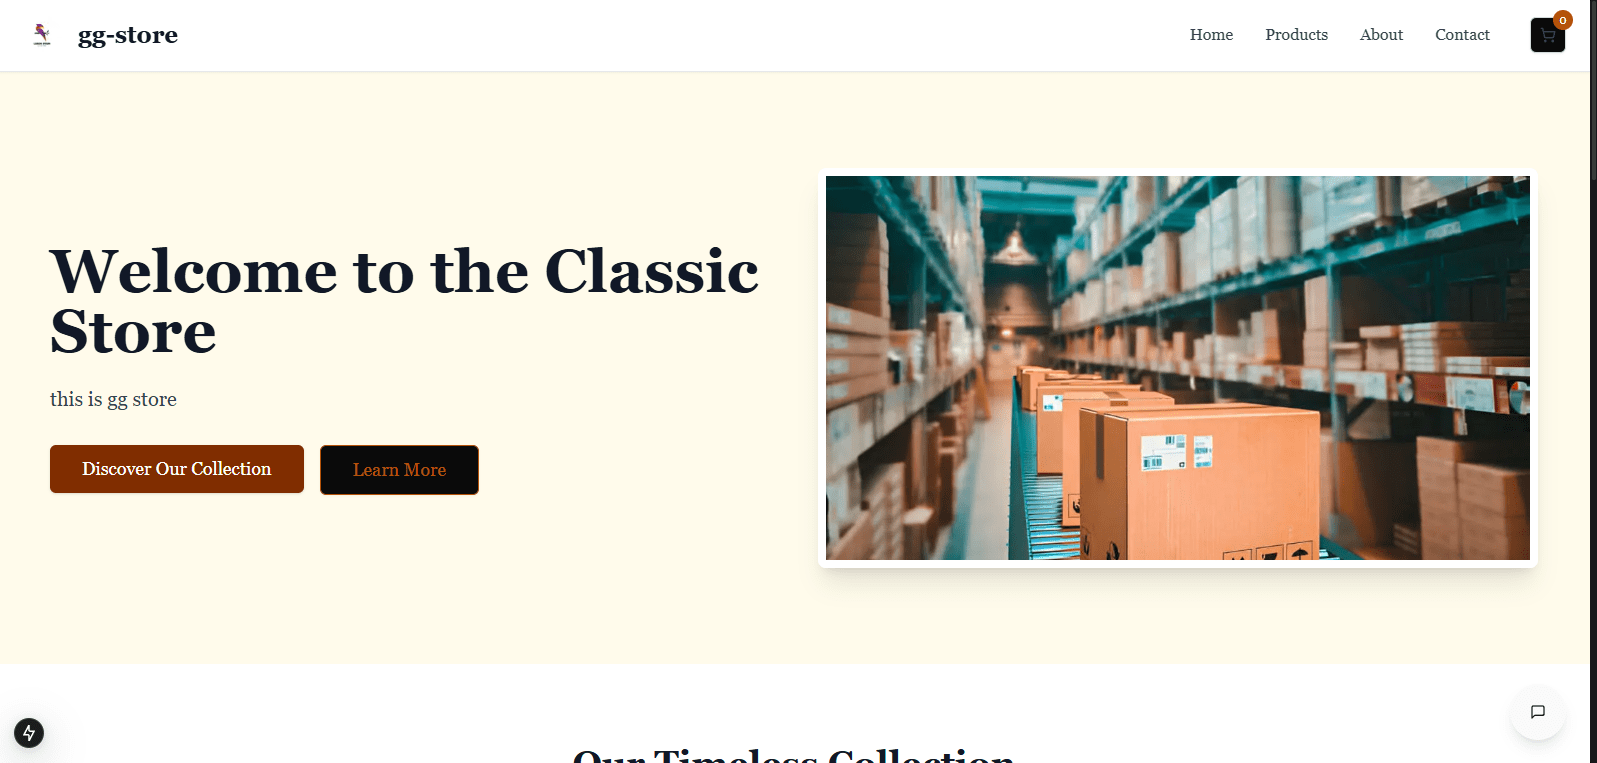 gg-store
Home
Products
About
Contact
0
Welcome to the Classic
Store
this is gg store
Discover Our Collection
Learn More
Our Timeless Collection